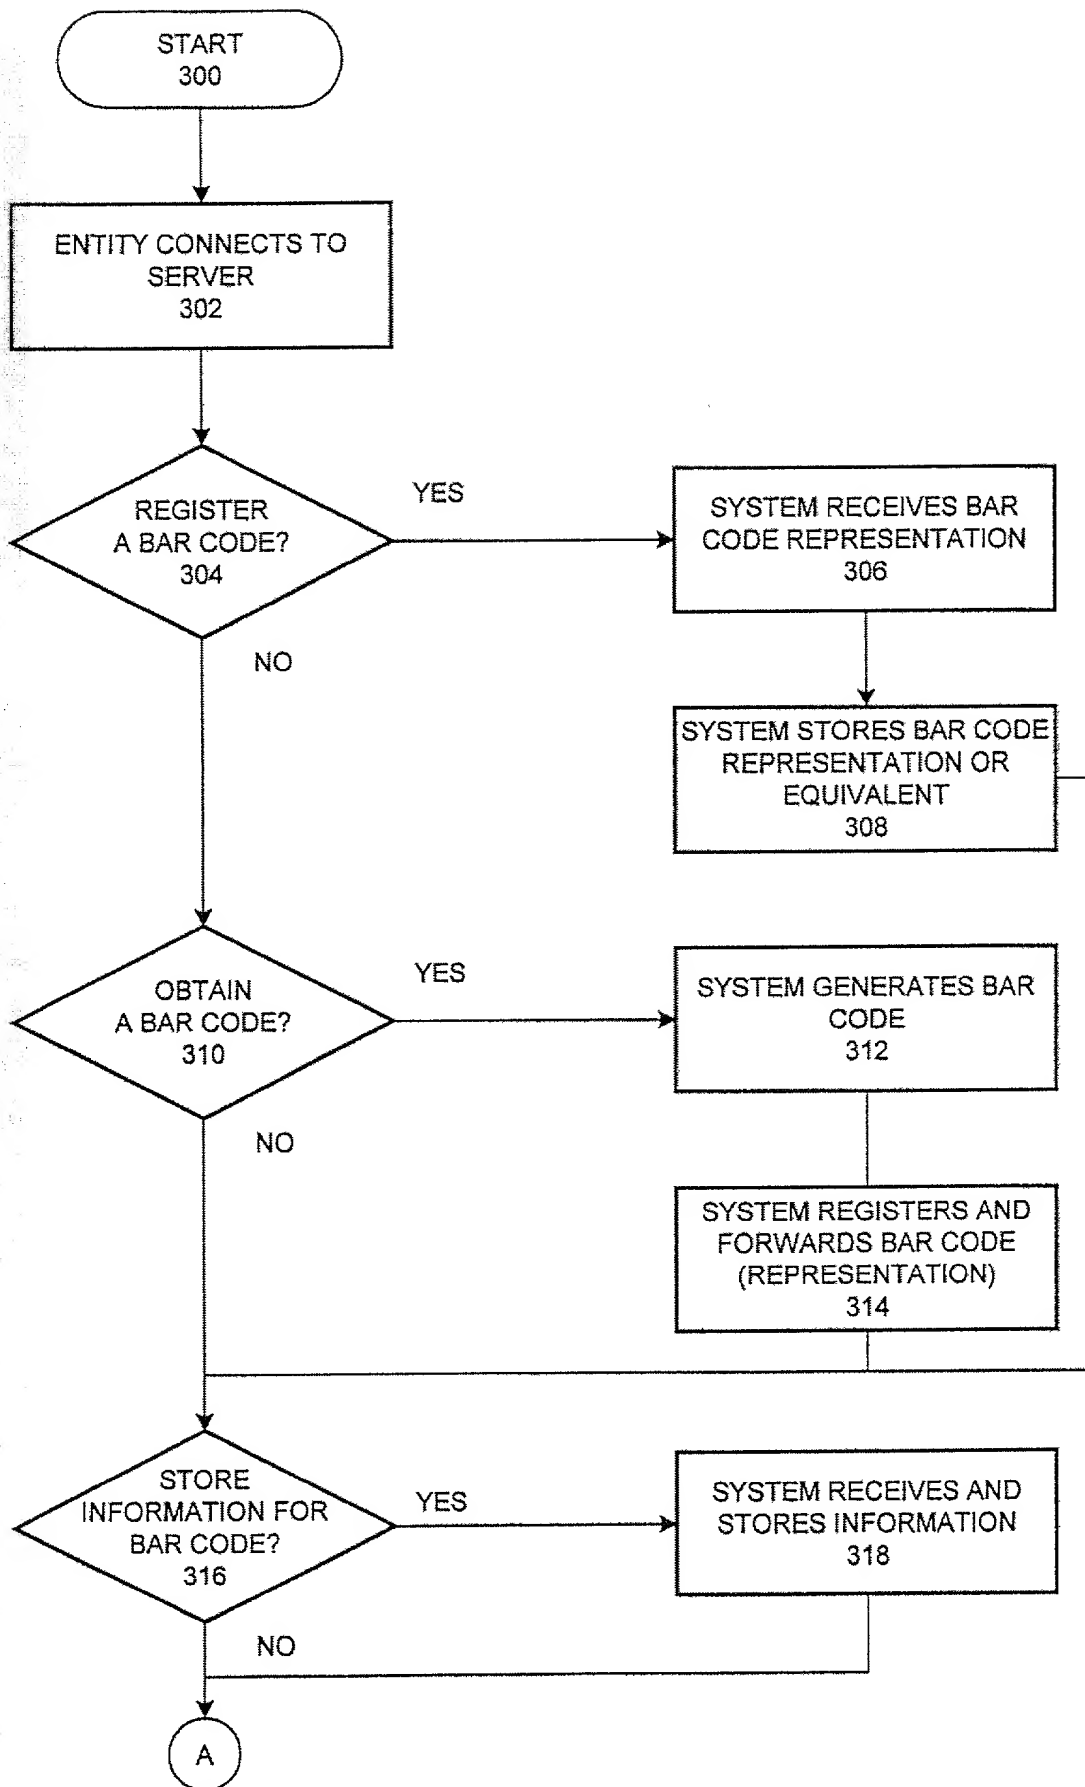 START
300
ENTITY CONNECTS TO
SERVER
302
REGISTER
A BAR CODE?
304
YES
NO
SYSTEM RECEIVES BAR
CODE REPRESENTATION
306
SYSTEM STORES BAR CODE
REPRESENTATION OR
EQUIVALENT
308
OBTAIN
A BAR CODE?
310
YES
NO
SYSTEM GENERATES BAR
CODE
312
SYSTEM REGISTERS AND
FORWARDS BAR CODE
(REPRESENTATION)
314
STORE
INFORMATION FOR
BAR CODE?
316
YES
NO
SYSTEM RECEIVES AND
STORES INFORMATION
318
A